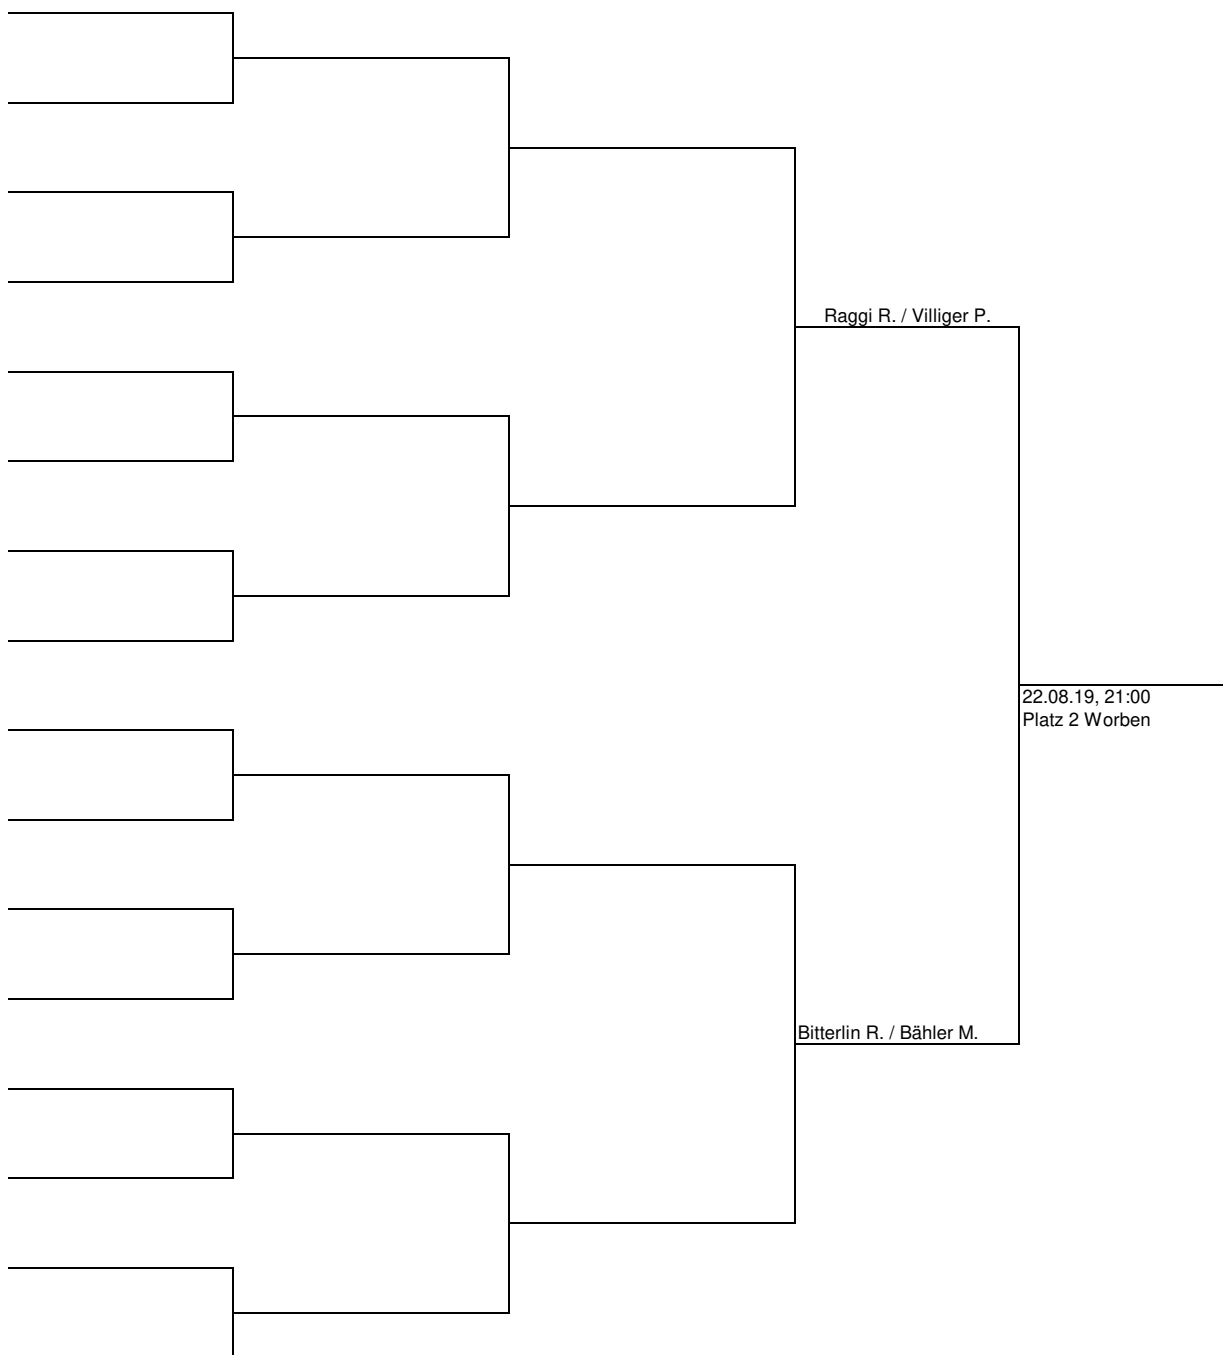 Raggi R. / Villiger P.
22.08.19, 21:00
Platz 2 Worben
Bitterlin R. / Bähler M.